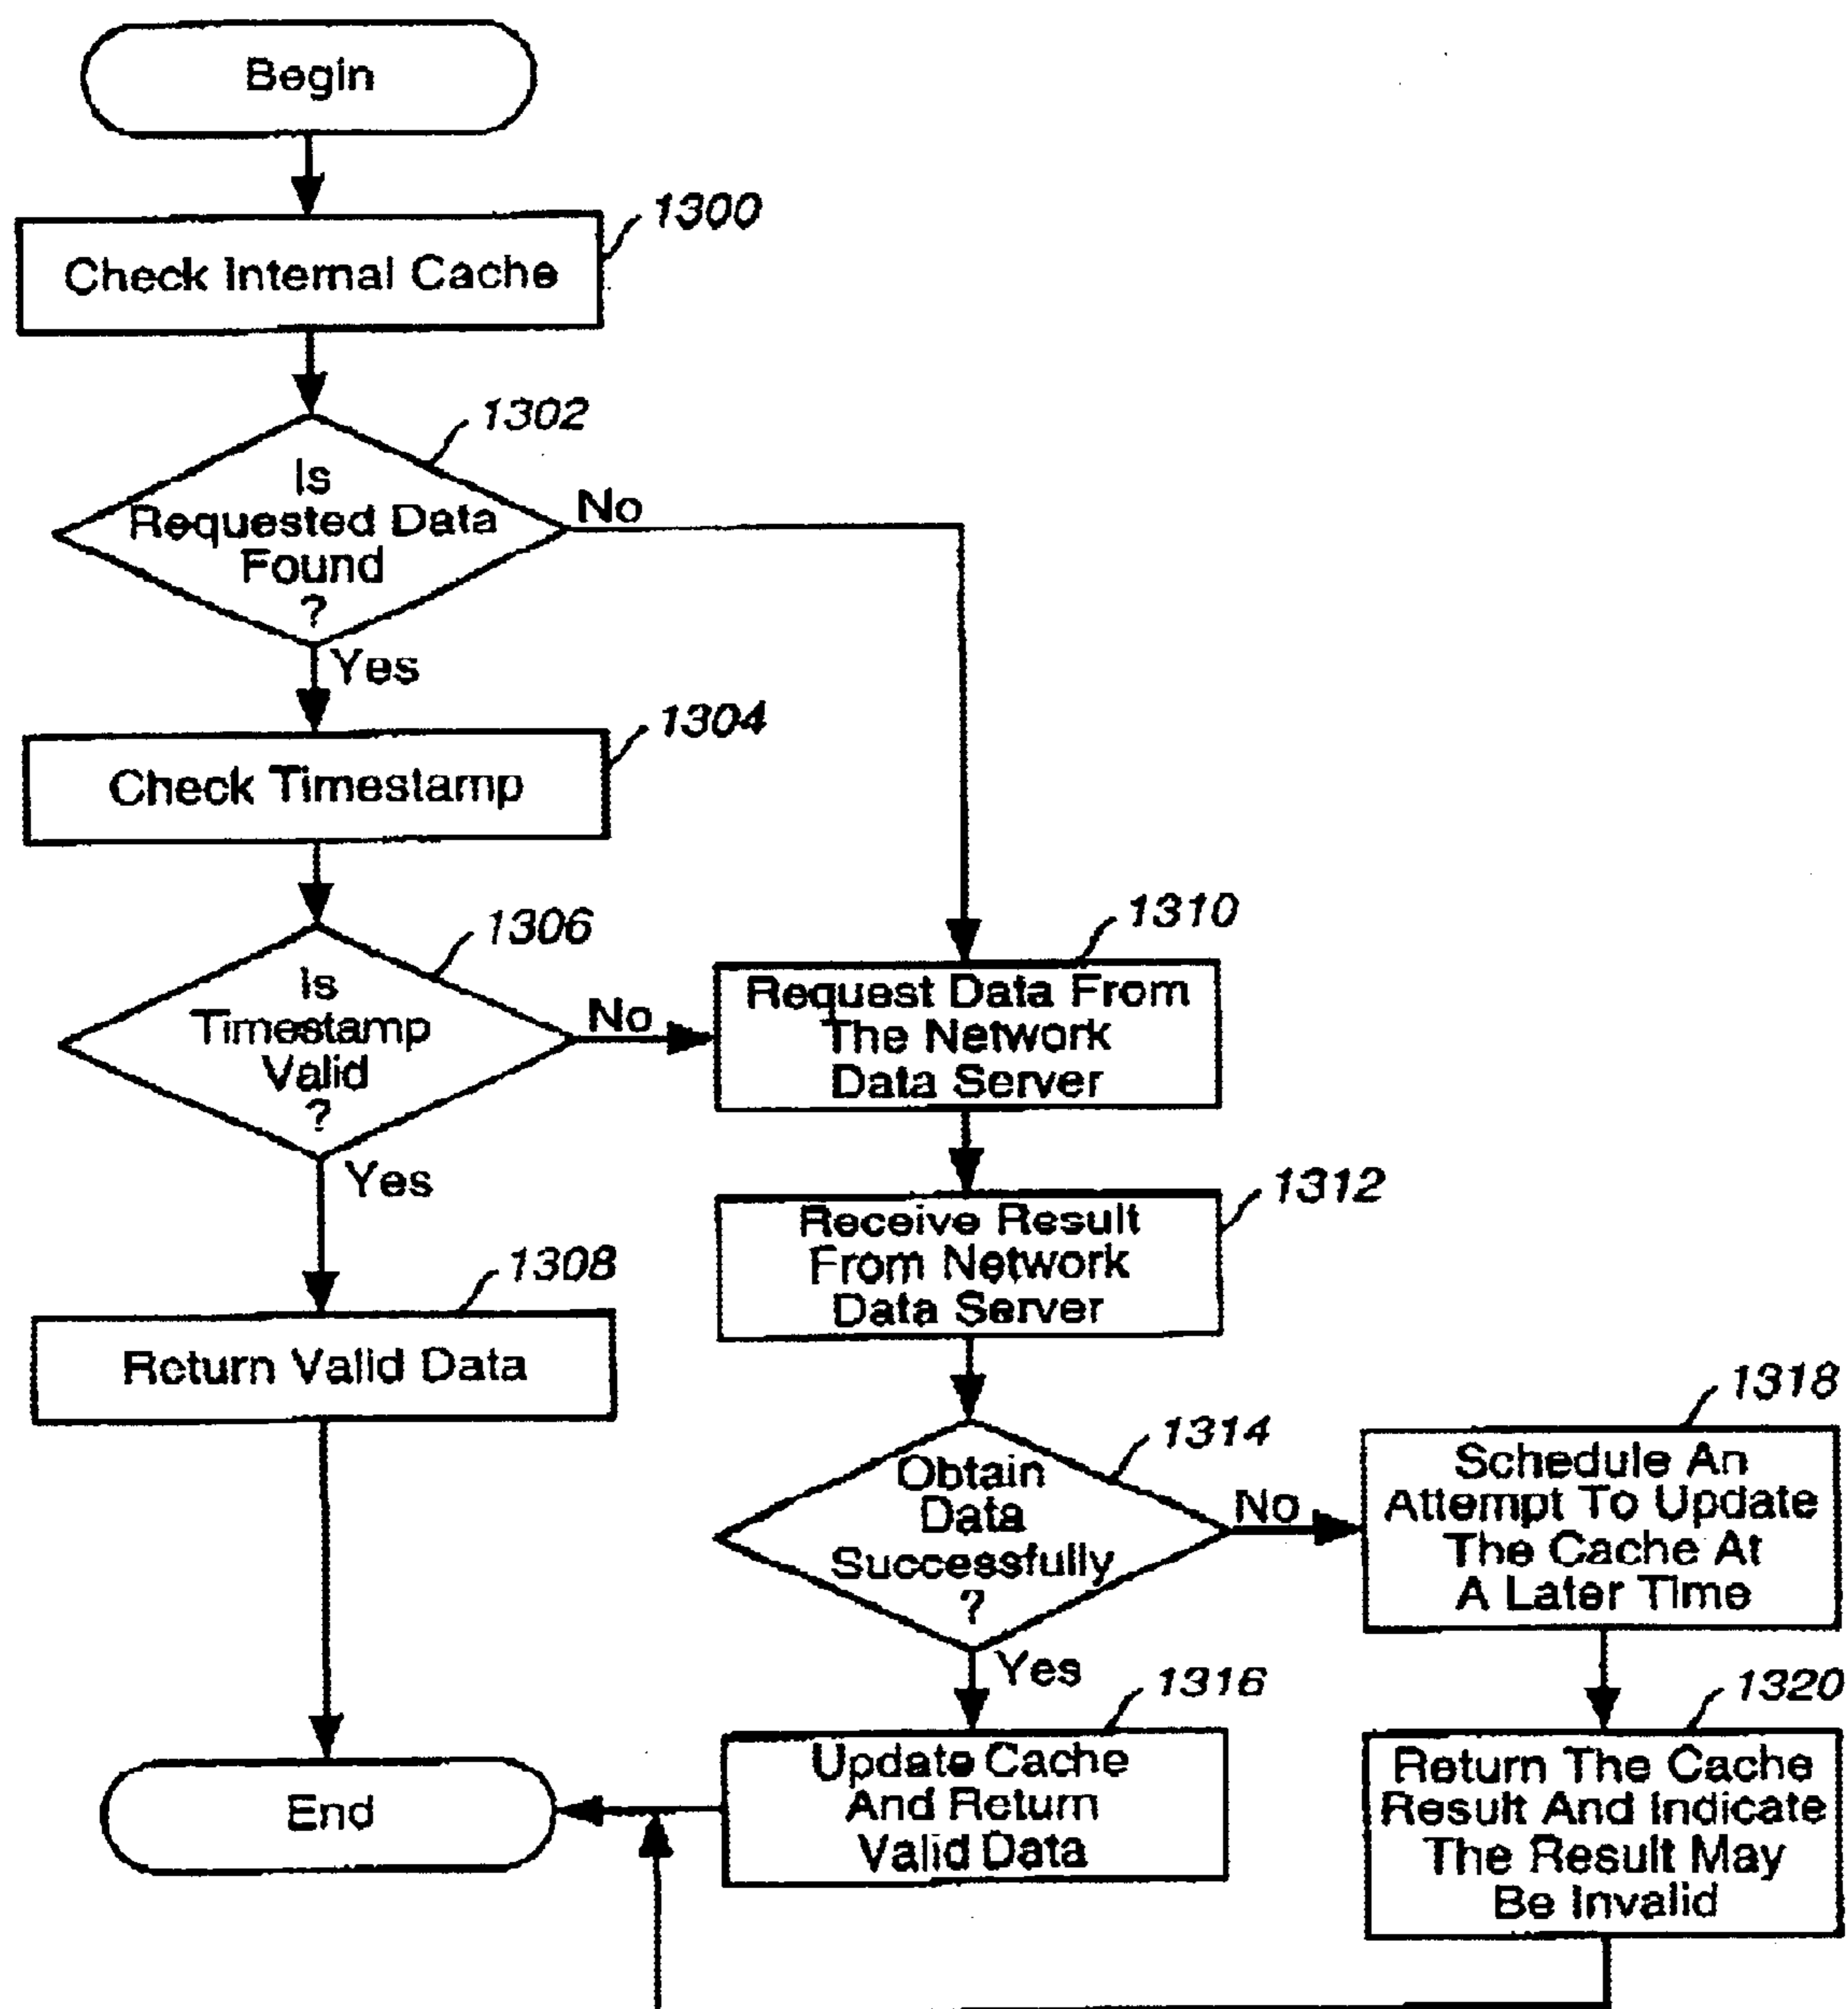 Begin
1300
Check Internal Cache
1302
Is
Requested Data
Found
?
No
Yes
1304
Check Timestamp
1306
Is
Timestamp
Valid
?
No
Yes
1308
Return Valid Data
1310
Request Data From
The Network
Data Server
1312
Receive Result
From Network
Data Server
1314
Obtain
Data
Successfully
?
No
Yes
1318
Schedule An
Attempt To Update
The Cache At
A Later Time
1316
Update Cache
And Return
Valid Data
1320
Return The Cache
Result And Indicate
The Result May
Be Invalid
End